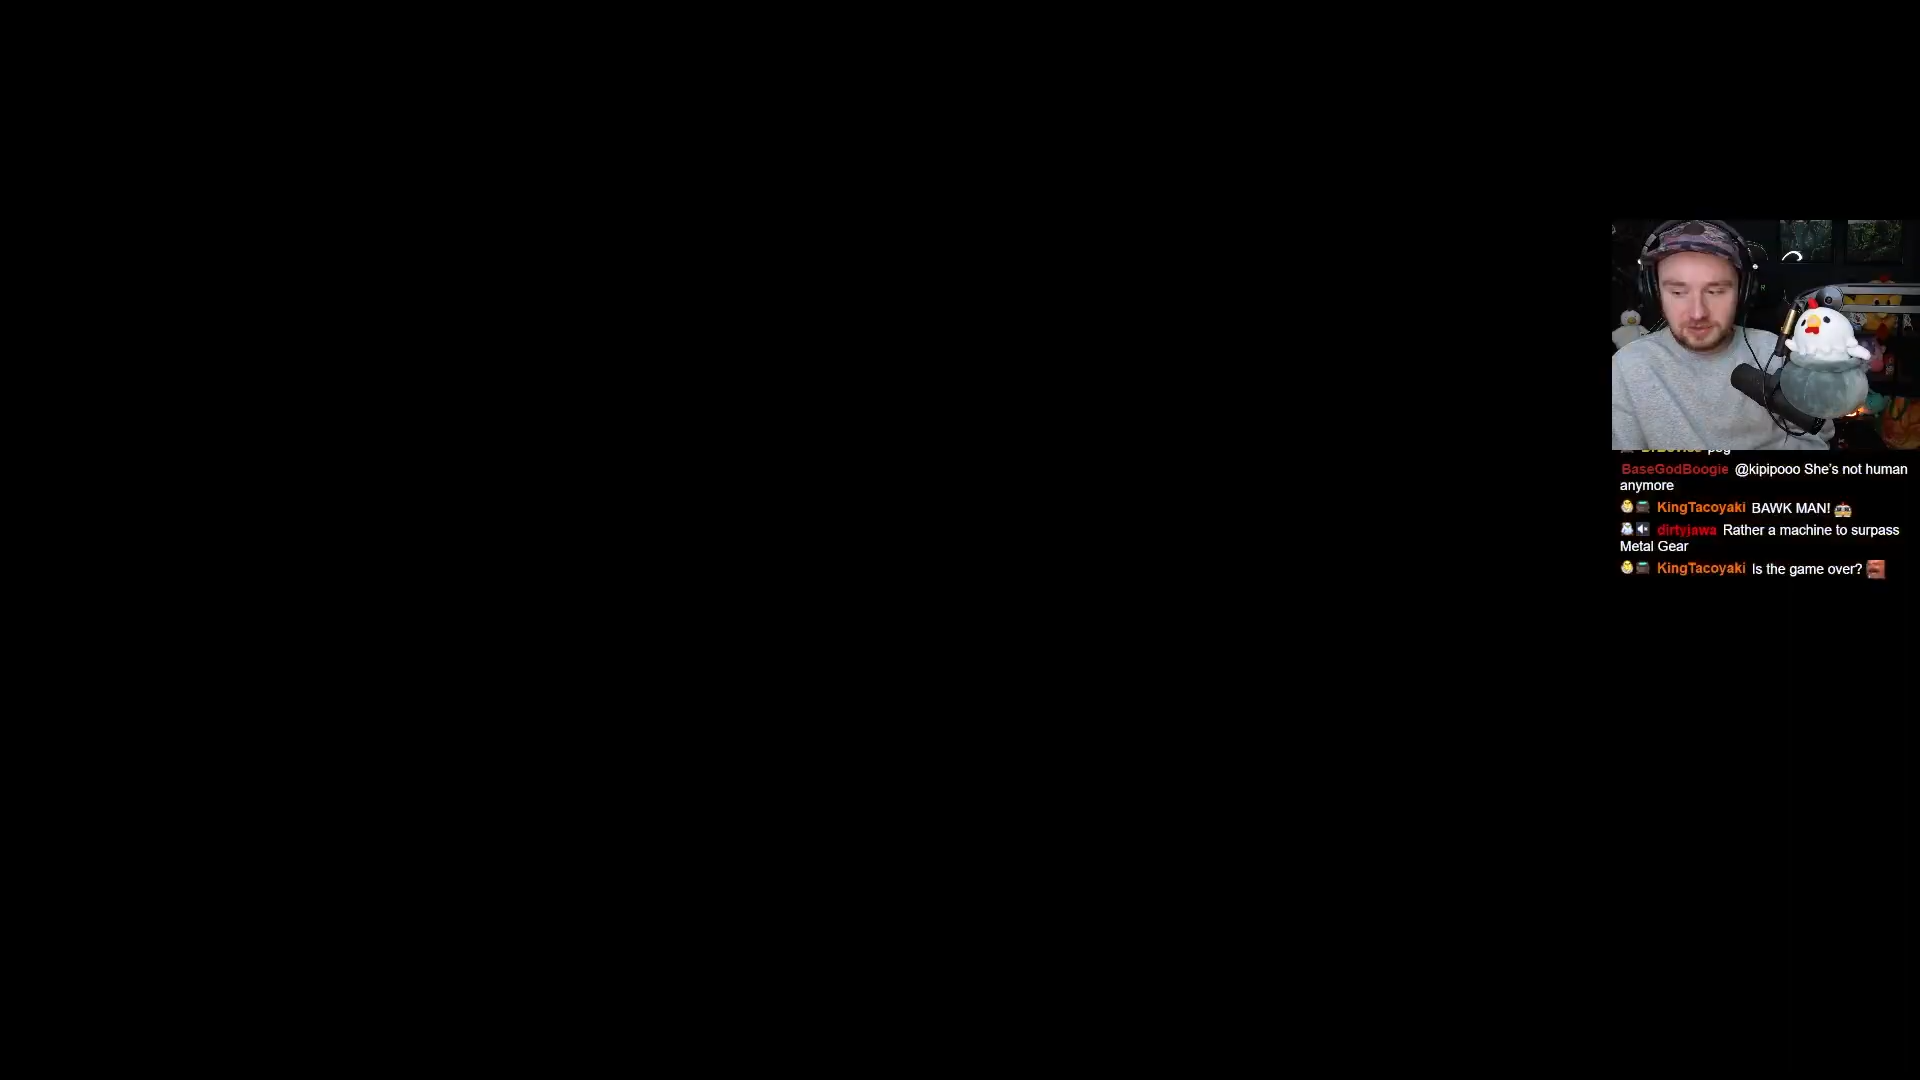 BaseGodBoogie @kipipooo She's not human
anymore
KingTacoyaki BAWK MAN!
dirtyjawa Rather a machine to surpass
Metal Gear
KingTacoyaki Is the game over?